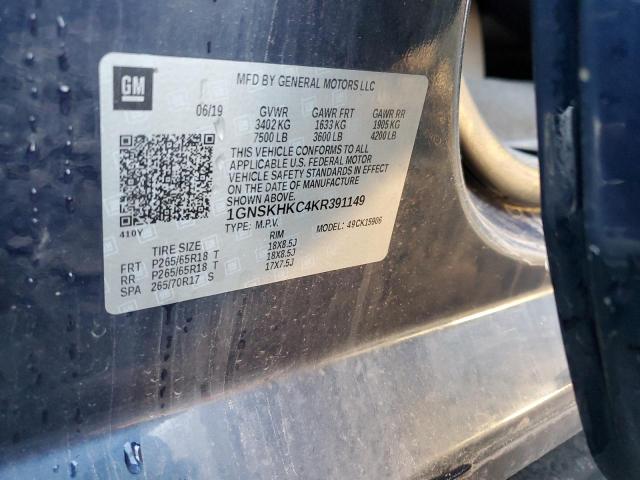 GM
MFD BY GENERAL MOTORS LLC
06/19 GVWR GAWR FRT GAWR RR
3402 KG 1633 KG 1905 KG
7500 LB 3600 LB 4200 LB
THIS VEHICLE CONFORMS TO ALL
APPLICABLE U.S. FEDERAL MOTOR
VEHICLE SAFETY STANDARDS IN EFFECT
ON THE DATE OF MANUFACTURE
SHOWN ABOVE.
1GNSKHKC4KR391149
410Y TYPE: M.P.V. 49CK15906
TIRE SIZE RIM
FRT P265/65R18 T 18X8.5J
RR P265/65R18 T 18X8.5J
SPA 265/70R17 S 17X7.5J